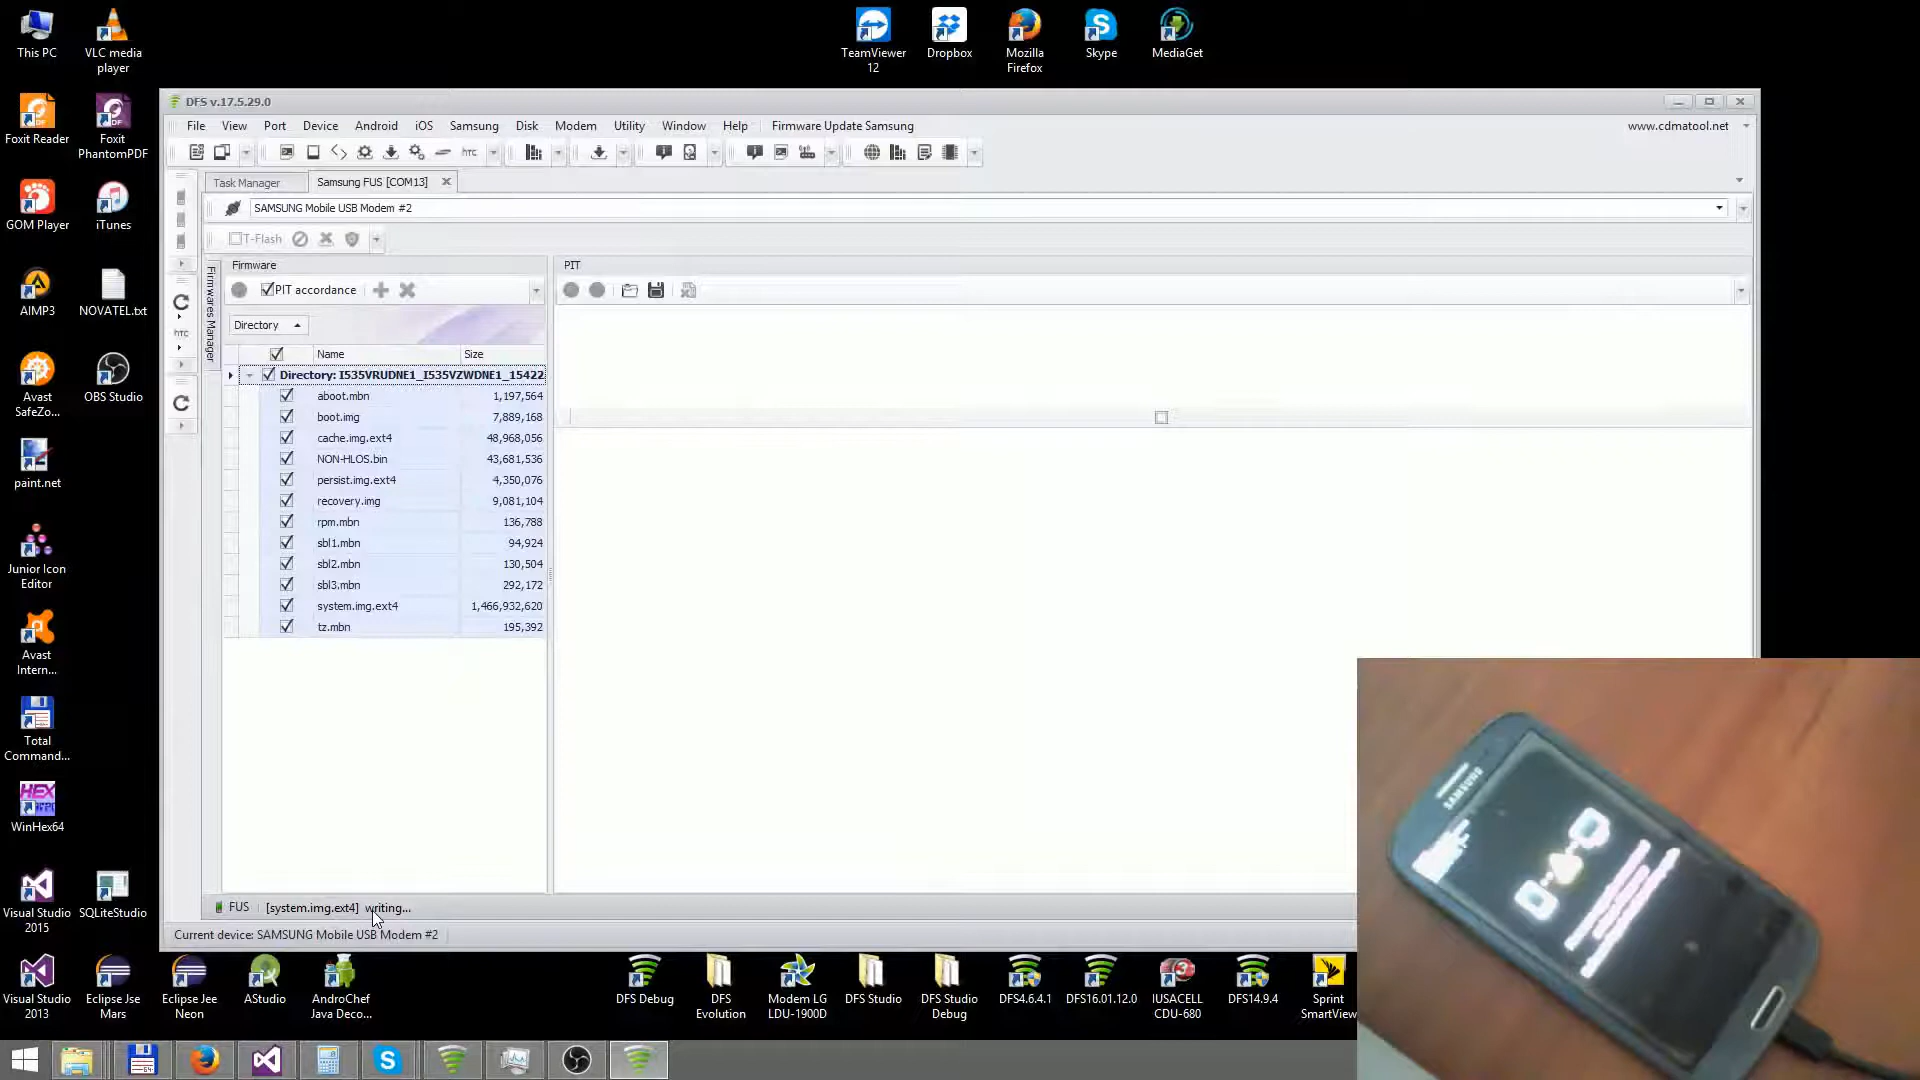 This PC
VLC media
player
TeamViewer
12
Dropbox
Mozilla
Firefox
Skype
MediaGet
Foxit Reader
Foxit
PhantomPDF
GOM Player
iTunes
AIMP3
NOVATEL.txt
Avast
SafeZo...
OBS Studio
paint.net
Junior Icon
Editor
Avast
Intern...
Total
Comman...
HEX
WinHex64
Visual Studio
2015
SQLiteStudio
Visual Studio
2013
Eclipse Jse
Mars
Eclipse Jee
Neon
AStudio
AndroChef
Java Deco...
DFS Debug
DFS
Evolution
Modem LG
LDU-1900D
DFS Studio
DFS Studio
Debug
DFS4.6.4.1
DFS16.01.12.0
IUSACELL
CDU-680
DFS14.9.4
Sprint
SmartView
DFS v.17.5.29.0
File View Port Device Android iOS Samsung Disk Modem Utility Window Help Firmware Update Samsung www.cdmatool.net
htc
Task Manager Samsung FUS [COM13]
SAMSUNG Mobile USB Modem #2
T-Flash
Firmwares Manager
htc
Firmware
PIT
PIT accordance
Directory
Name Size
Directory: I535VRUDNE1_I535VZWDNE1_15422
aboot.mbn 1,197,564
boot.img 7,889,168
cache.img.ext4 48,968,056
NON-HLOS.bin 43,681,536
persist.img.ext4 4,350,076
recovery.img 9,081,104
rpm.mbn 136,788
sbl1.mbn 94,924
sbl2.mbn 130,504
sbl3.mbn 292,172
system.img.ext4 1,466,932,620
tz.mbn 195,392
FUS [system.img.ext4] writing...
Current device: SAMSUNG Mobile USB Modem #2
SAMSUNG